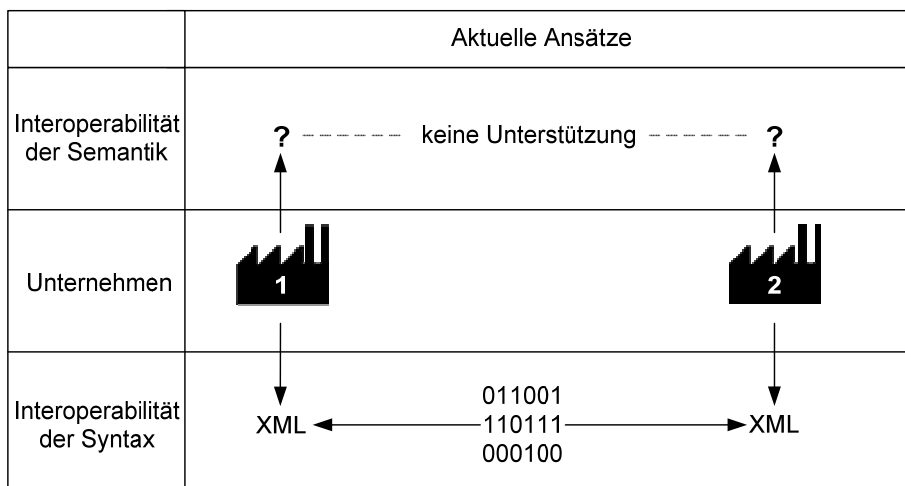 Aktuelle Ansätze
Interoperabilität
der Semantik
? keine Unterstützung ?
Unternehmen
1 2
Interoperabilität
der Syntax
XML
011001
110111
000100
XML